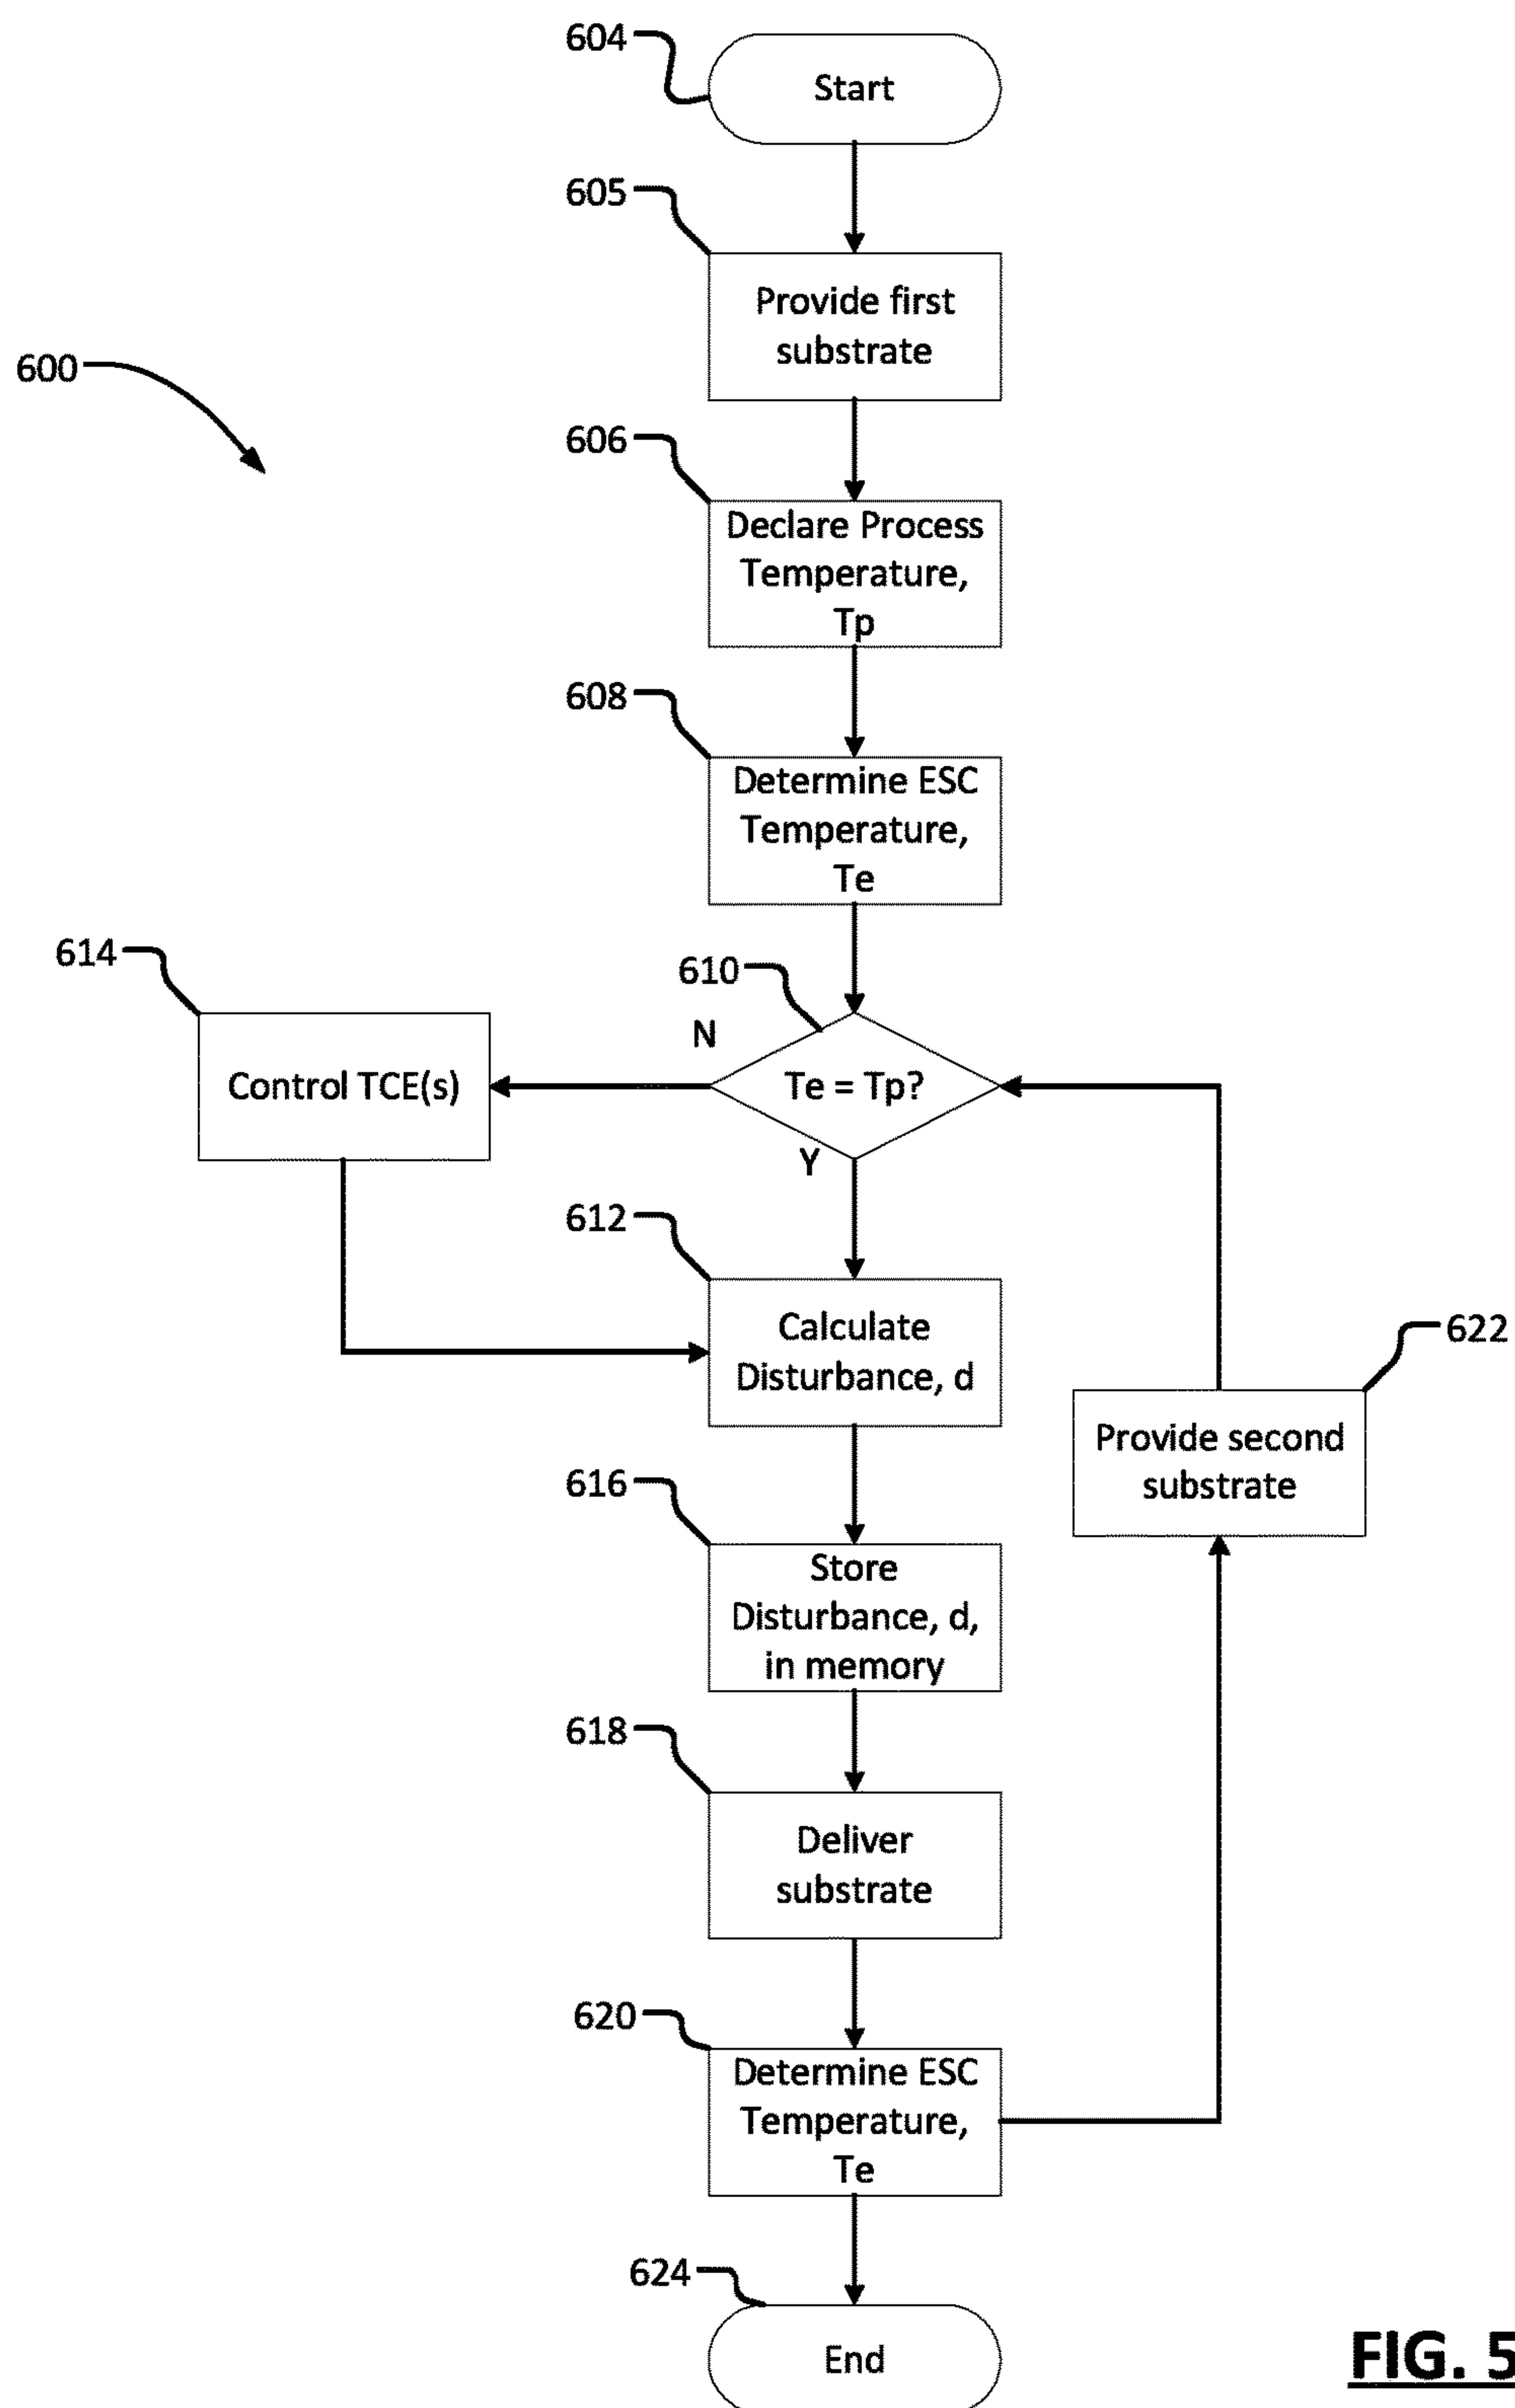 604
Start
605
Provide first
substrate
600
606
Declare Process
Temperature,
Tp
608
Determine ESC
Temperature,
Te
614
610
N
Control TCE(s)
Te = Tp?
Y
612
Calculate
Disturbance, d
622
Provide second
substrate
616
Store
Disturbance, d,
in memory
618
Deliver
substrate
620
Determine ESC
Temperature,
Te
624
End
FIG. 5